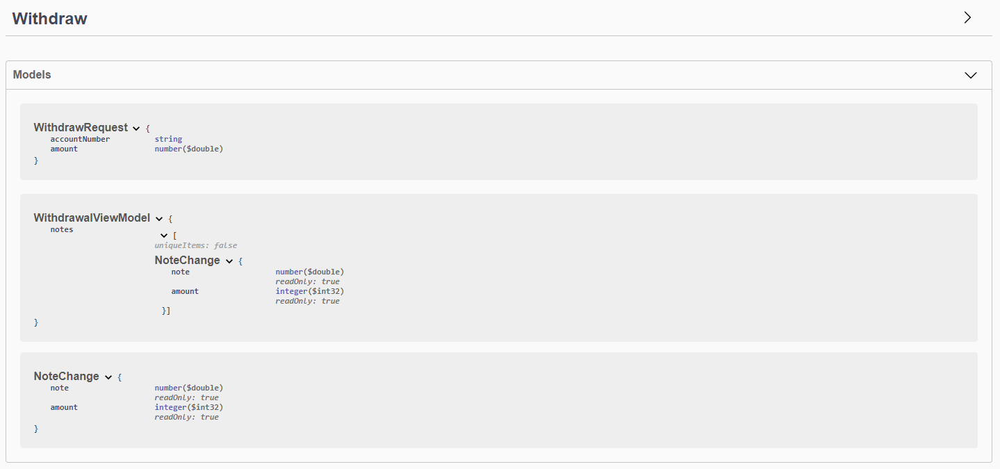 Withdraw
Models
WithdrawRequest {
accountNumber string
amount number($double)
}
WithdrawalViewModel {
notes
[
uniqueItems: false
NoteChange {
note number($double)
readOnly: true
amount integer($int32)
readOnly: true
}]
}
NoteChange {
note number($double)
readOnly: true
amount integer($int32)
readOnly: true
}